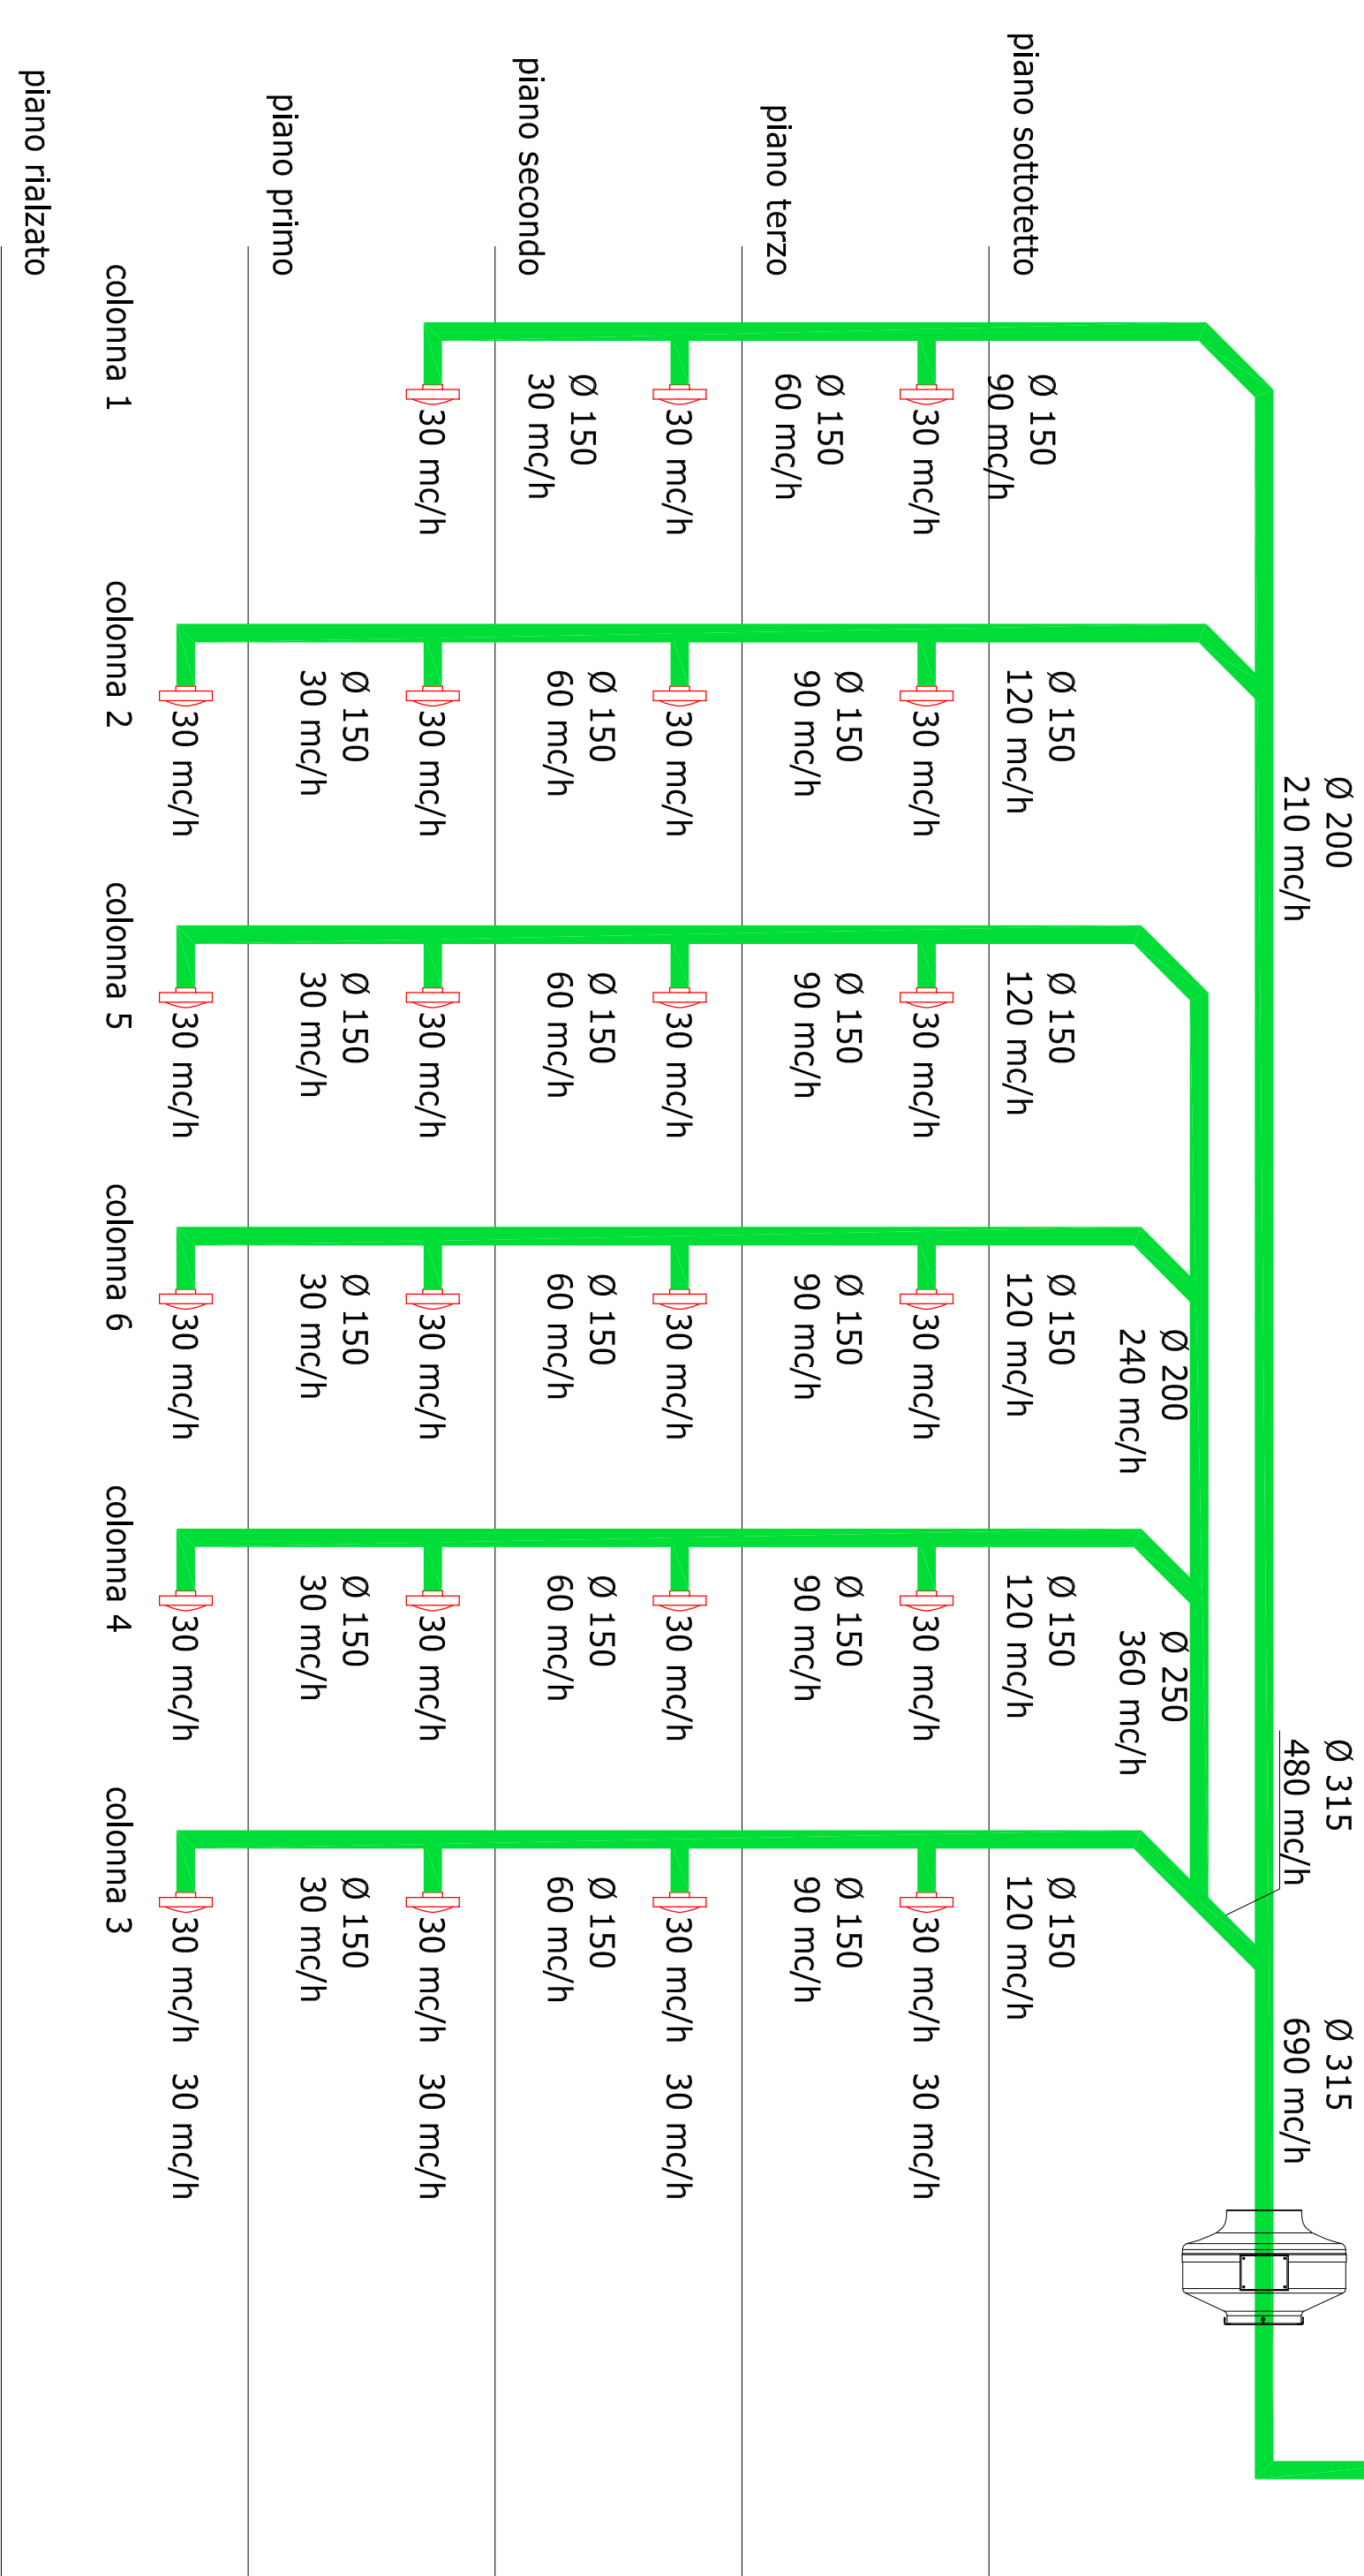 Ø 200
210 mc/h
Ø 315
480 mc/h
Ø 315
690 mc/h
Ø 200
240 mc/h
Ø 250
360 mc/h
piano sottotetto
Ø 150
90 mc/h
Ø 150
120 mc/h
Ø 150
120 mc/h
Ø 150
120 mc/h
Ø 150
120 mc/h
Ø 150
120 mc/h
30 mc/h
30 mc/h
30 mc/h
30 mc/h
30 mc/h
30 mc/h
30 mc/h
piano terzo
Ø 150
60 mc/h
Ø 150
90 mc/h
Ø 150
90 mc/h
Ø 150
90 mc/h
Ø 150
90 mc/h
Ø 150
90 mc/h
30 mc/h
30 mc/h
30 mc/h
30 mc/h
30 mc/h
30 mc/h
30 mc/h
piano secondo
Ø 150
30 mc/h
Ø 150
60 mc/h
Ø 150
60 mc/h
Ø 150
60 mc/h
Ø 150
60 mc/h
Ø 150
60 mc/h
30 mc/h
30 mc/h
30 mc/h
30 mc/h
30 mc/h
30 mc/h
30 mc/h
piano primo
Ø 150
30 mc/h
Ø 150
30 mc/h
Ø 150
30 mc/h
Ø 150
30 mc/h
Ø 150
30 mc/h
30 mc/h
30 mc/h
30 mc/h
30 mc/h
30 mc/h
30 mc/h
colonna 1
colonna 2
colonna 5
colonna 6
colonna 4
colonna 3
piano rialzato